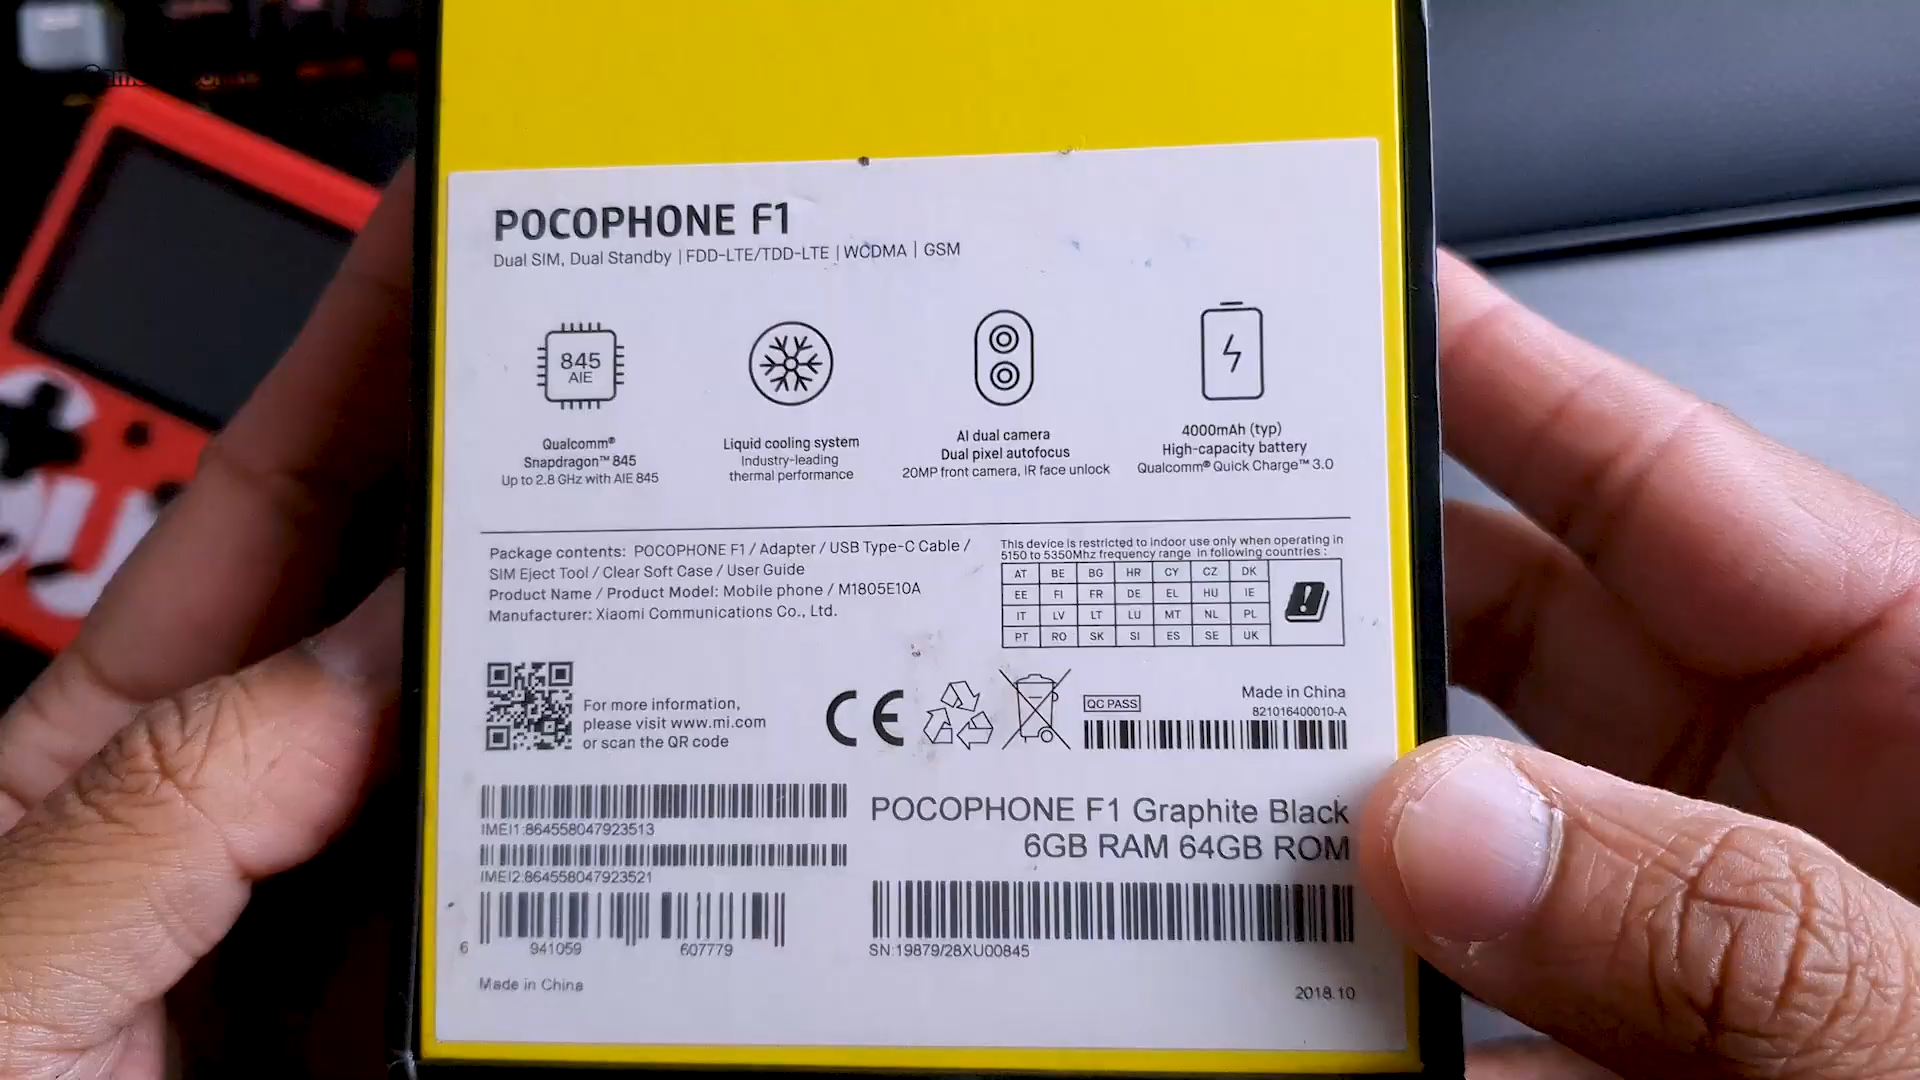 POCOPHONE F1
Dual SIM, Dual Standby | FDD-LTE/TDD-LTE | WCDMA | GSM
845
AIE
Qualcomm®
Snapdragon™ 845
Up to 2.8 GHz with AIE 845
Liquid cooling system
Industry-leading
thermal performance
AI dual camera
Dual pixel autofocus
20MP front camera, IR face unlock
4000mAh (typ)
High-capacity battery
Qualcomm® Quick Charge™ 3.0
Package contents: POCOPHONE F1 / Adapter / USB Type-C Cable /
SIM Eject Tool / Clear Soft Case / User Guide
Product Name / Product Model: Mobile phone / M1805E10A
Manufacturer: Xiaomi Communications Co., Ltd.
This device is restricted to indoor use only when operating in
5150 to 5350Mhz frequency range in following countries :
AT BE BG HR CY CZ DK
EE FI FR DE EL HU IE
IT LV LT LU MT NL PL
PT RO SK SI ES SE UK
For more information,
please visit www.mi.com
or scan the QR code
CE
QC PASS
Made in China
821016400010-A
IMEI1:864558047923513
IMEI2:864558047923521
6 941059 607779
Made in China
POCOPHONE F1 Graphite Black
6GB RAM 64GB ROM
SN:19879/28XU00845
2018.10